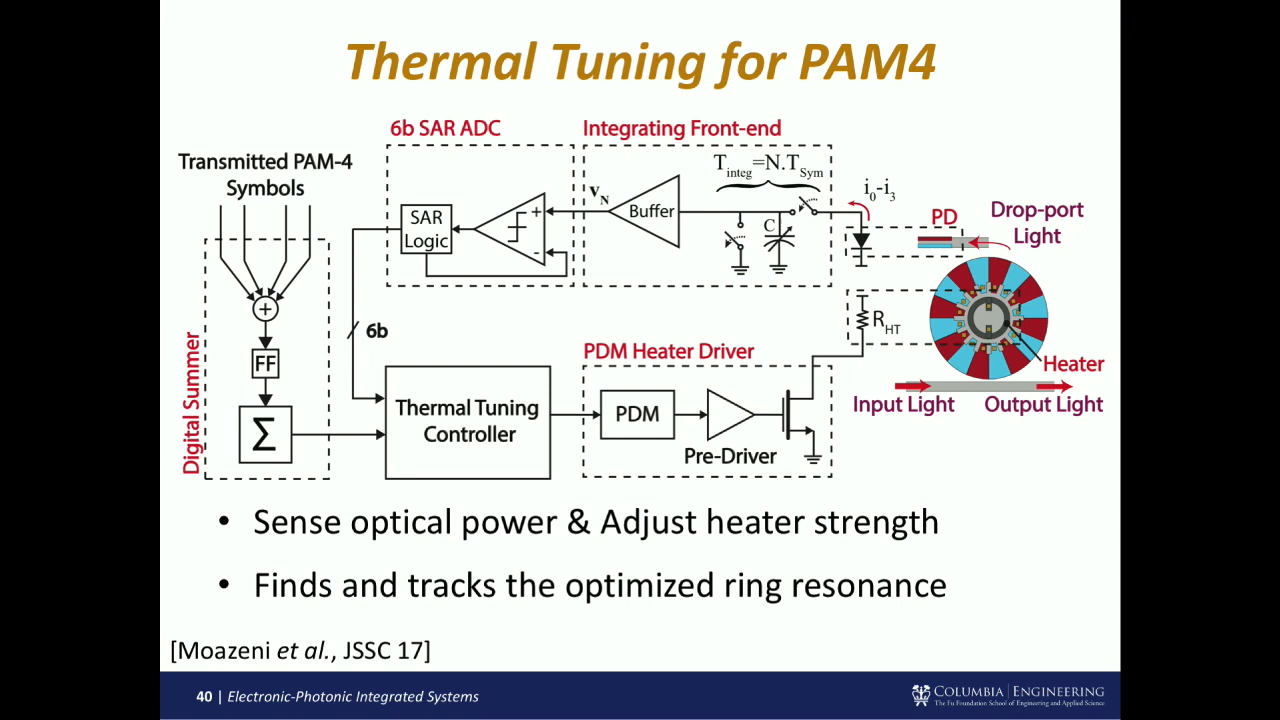 Thermal Tuning for PAM4
6b SAR ADC
Integrating Front-end
Transmitted PAM-4
Symbols
T_integ=N.T_Sym
i_0-i_3
v_N
Buffer
C
SAR
Logic
+
-
PD
Drop-port
Light
+
FF
Σ
Digital Summer
6b
R_HT
Heater
Input Light
Output Light
PDM Heater Driver
Thermal Tuning
Controller
PDM
Pre-Driver
• Sense optical power & Adjust heater strength
• Finds and tracks the optimized ring resonance
[Moazeni et al., JSSC 17]
40 | Electronic-Photonic Integrated Systems
COLUMBIA | ENGINEERING
The Fu Foundation School of Engineering and Applied Science